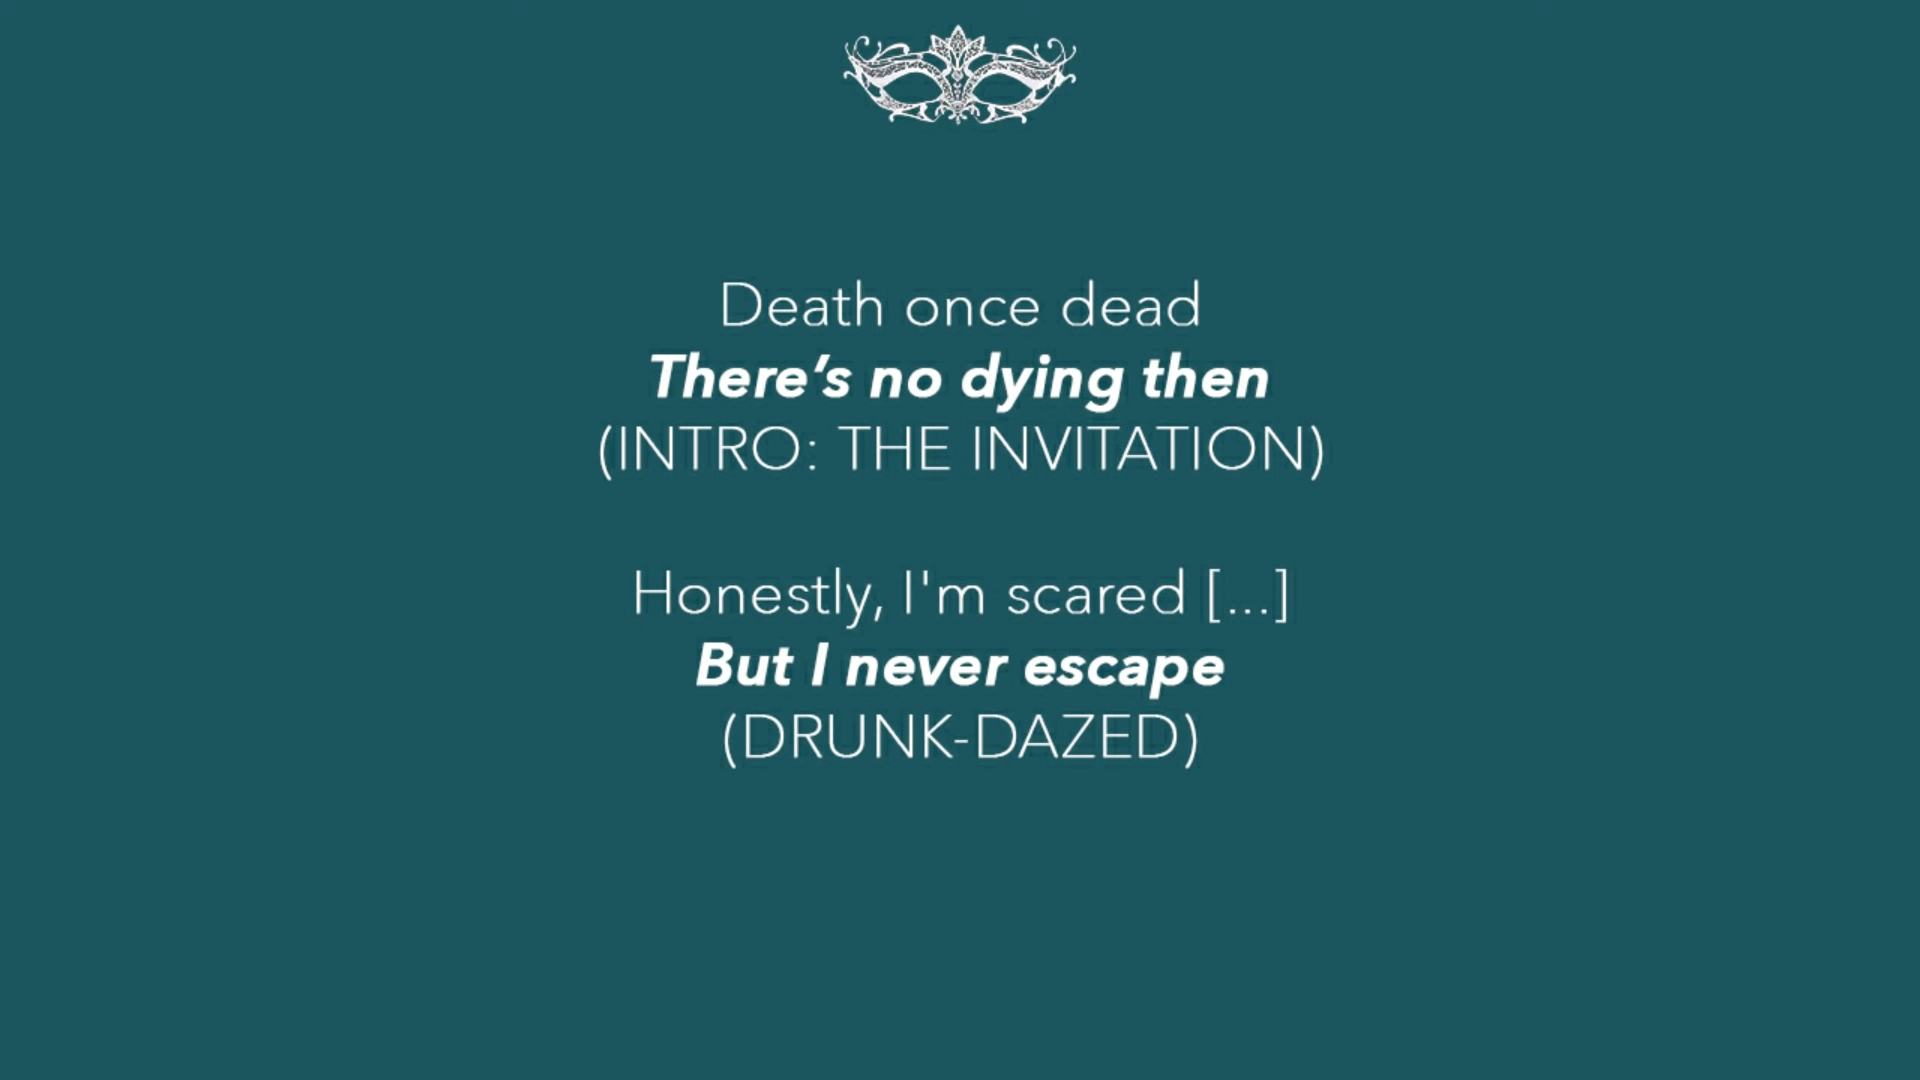 Death once dead
There’s no dying then
(INTRO: THE INVITATION)
Honestly, I'm scared [...]
But I never escape
(DRUNK-DAZED)